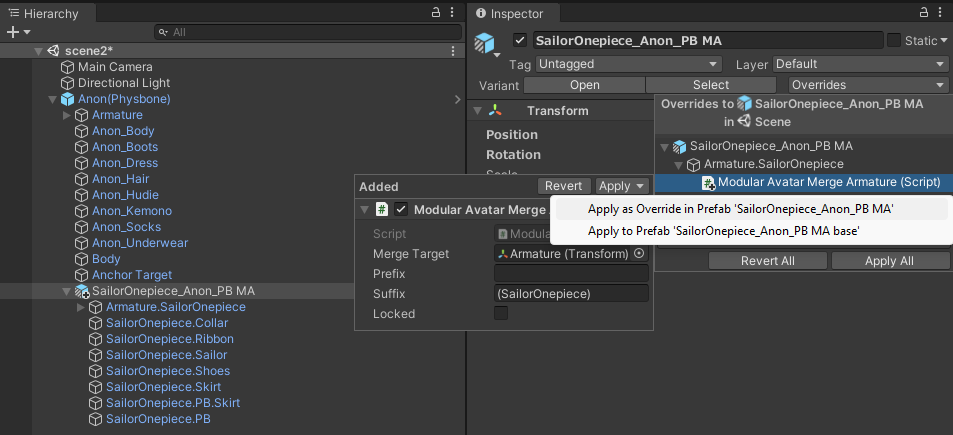 Hierarchy
All
scene2*
Main Camera
Directional Light
Anon(Physbone)
Armature
Anon_Body
Anon_Boots
Anon_Dress
Anon_Hair
Anon_Hudie
Anon_Kemono
Anon_Socks
Anon_Underwear
Body
Anchor Target
SailorOnepiece_Anon_PB MA
Armature.SailorOnepiece
SailorOnepiece.Collar
SailorOnepiece.Ribbon
SailorOnepiece.Sailor
SailorOnepiece.Shoes
SailorOnepiece.Skirt
SailorOnepiece.PB.Skirt
SailorOnepiece.PB
Inspector
SailorOnepiece_Anon_PB MA Static
Tag Untagged Layer Default
Variant Open Select Overrides
Transform
Position
Rotation
Overrides to SailorOnepiece_Anon_PB MA
in Scene
SailorOnepiece_Anon_PB MA
Armature.SailorOnepiece
Modular Avatar Merge Armature (Script)
Revert All Apply All
Added Revert Apply
Modular Avatar Merge
Script Modula
Merge Target Armature (Transform)
Prefix
Suffix (SailorOnepiece)
Locked
Apply as Override in Prefab 'SailorOnepiece_Anon_PB MA'
Apply to Prefab 'SailorOnepiece_Anon_PB MA base'